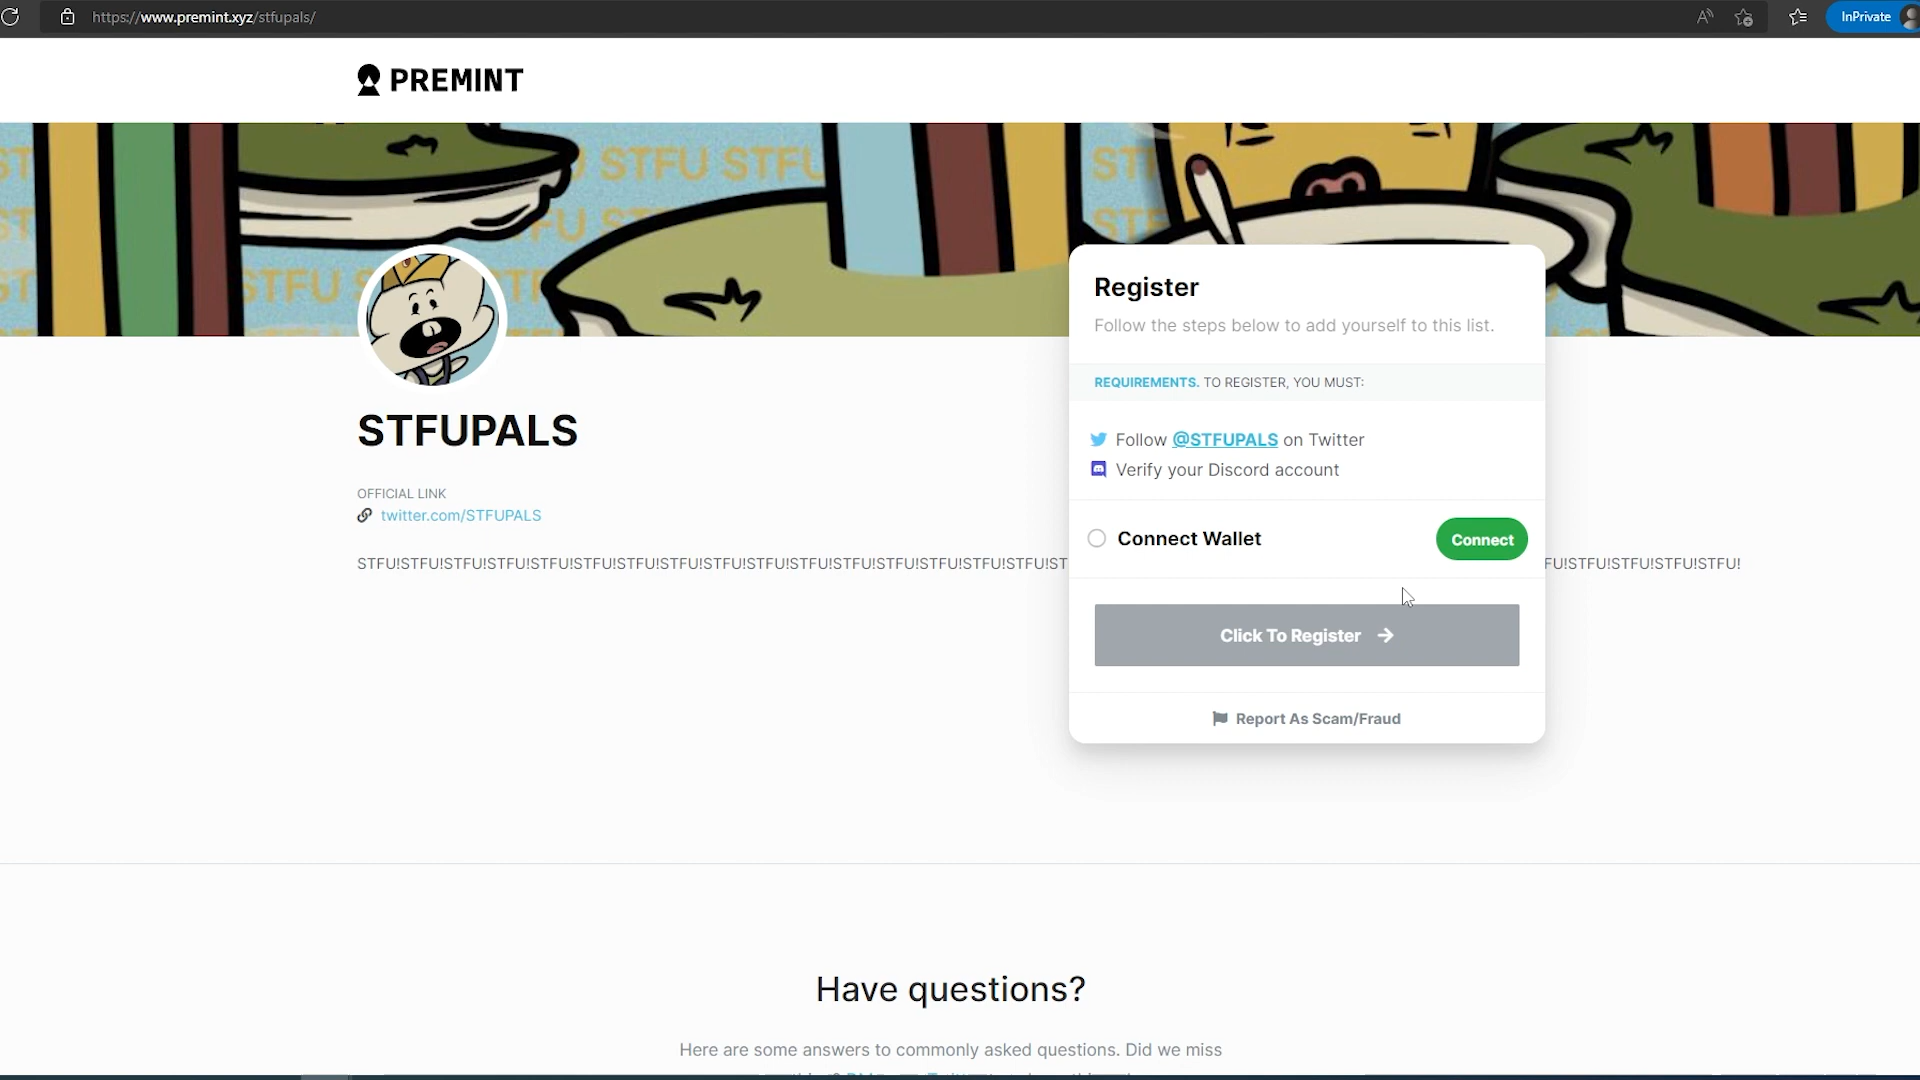 https://www.premint.xyz/stfupals/
InPrivate
PREMINT
STFU STFU
STFU
STFUPALS
OFFICIAL LINK
twitter.com/STFUPALS
STFU!STFU!STFU!STFU!STFU!STFU!STFU!STFU!STFU!STFU!STFU!STFU!STFU!STFU!STFU!STFU!ST
FU!STFU!STFU!STFU!STFU!
Register
Follow the steps below to add yourself to this list.
REQUIREMENTS. TO REGISTER, YOU MUST:
Follow @STFUPALS on Twitter
Verify your Discord account
Connect Wallet
Connect
Click To Register
Report As Scam/Fraud
Have questions?
Here are some answers to commonly asked questions. Did we miss